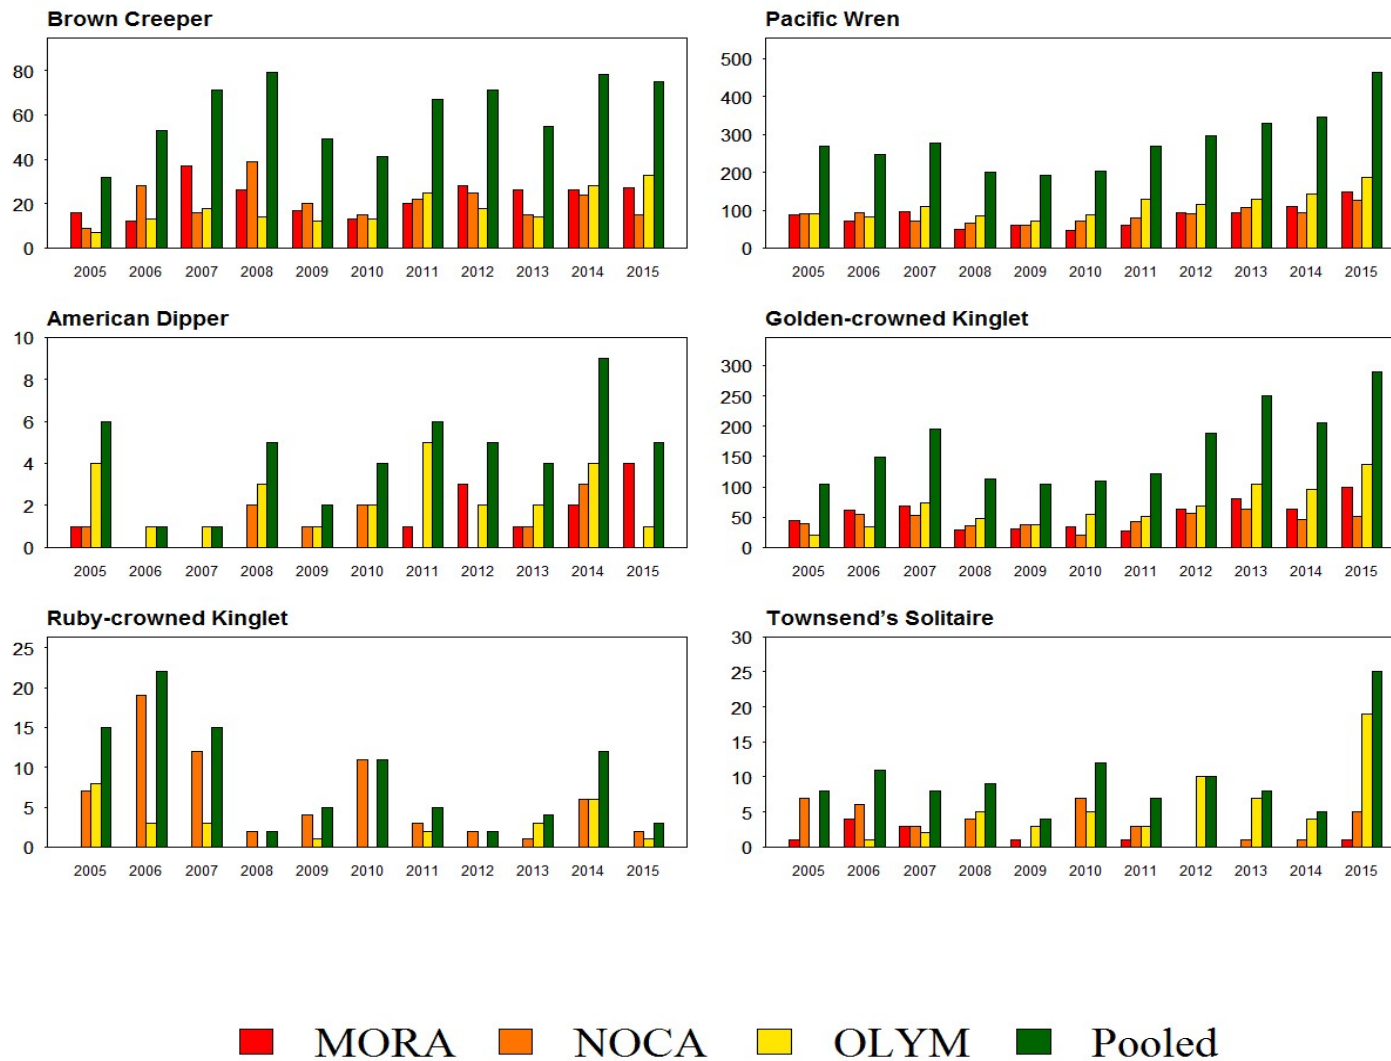 Brown Creeper
80
60
40
20
0
2005 2006 2007 2008 2009 2010 2011 2012 2013 2014 2015
Pacific Wren
500
400
300
200
100
0
2005 2006 2007 2008 2009 2010 2011 2012 2013 2014 2015
American Dipper
10
8
6
4
2
0
2005 2006 2007 2008 2009 2010 2011 2012 2013 2014 2015
Golden-crowned Kinglet
300
250
200
150
100
50
0
2005 2006 2007 2008 2009 2010 2011 2012 2013 2014 2015
Ruby-crowned Kinglet
25
20
15
10
5
0
2005 2006 2007 2008 2009 2010 2011 2012 2013 2014 2015
Townsend’s Solitaire
30
25
20
15
10
5
0
2005 2006 2007 2008 2009 2010 2011 2012 2013 2014 2015
MORA NOCA OLYM Pooled